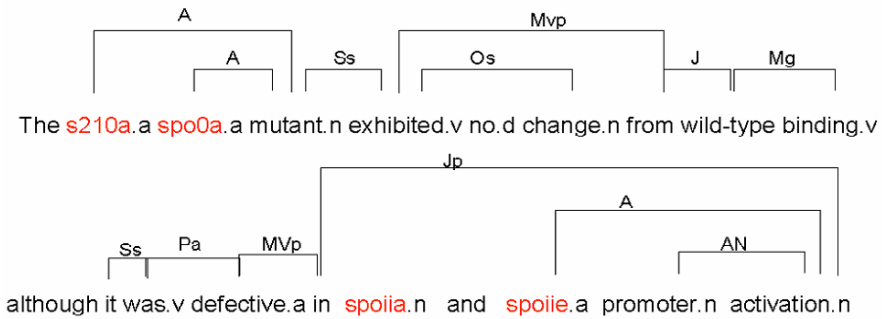 A Mvp
A Ss Os J Mg
The s210a.a spo0a.a mutant.n exhibited.v no.d change.n from wild-type binding.v
Jp
A
Ss Pa MVp AN
although it was.v defective.a in spoiia.n and spoiie.a promoter.n activation.n